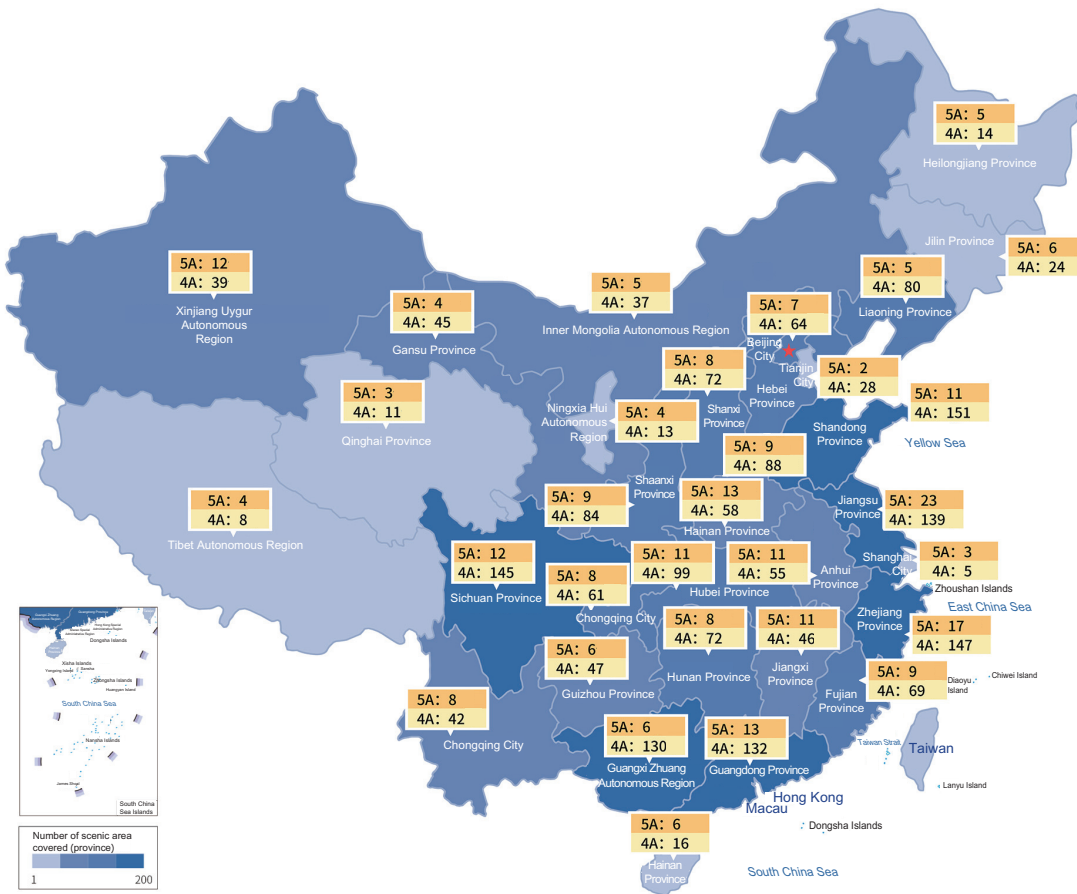 5A: 5
4A: 14
Heilongjiang Province
Jilin Province
5A: 6
4A: 24
5A: 12
4A: 39
Xinjiang Uygur
Autonomous
Region
5A: 4
4A: 45
Gansu Province
5A: 5
4A: 37
Inner Mongolia Autonomous Region
5A: 7
4A: 64
Beijing
City
5A: 5
4A: 80
Liaoning Province
Tianjin
City
5A: 2
4A: 28
5A: 8
4A: 72
Shanxi
Province
Hebei
Province
5A: 3
4A: 11
Qinghai Province
Ningxia Hui
Autonomous
Region
5A: 4
4A: 13
5A: 11
4A: 151
Shandong
Province
Yellow Sea
5A: 9
4A: 88
5A: 4
4A: 8
Tibet Autonomous Region
5A: 9
4A: 84
Shaanxi
Province
5A: 13
4A: 58
Hainan Province
Jiangsu
Province
5A: 23
4A: 139
5A: 12
4A: 145
Sichuan Province
5A: 8
4A: 61
Chongqing City
5A: 11
4A: 99
Hubei Province
5A: 11
4A: 55
Anhui
Province
Shanghai
City
5A: 3
4A: 5
Zhoushan Islands
East China Sea
Zhejiang
Province
5A: 17
4A: 147
5A: 8
4A: 72
Hunan Province
5A: 11
4A: 46
Jiangxi
Province
5A: 6
4A: 47
Guizhou Province
5A: 9
4A: 69
Fujian
Province
Diaoyu
Island
Chiwei Island
5A: 8
4A: 42
Chongqing City
5A: 6
4A: 130
Guangxi Zhuang
Autonomous Region
5A: 13
4A: 132
Guangdong Province
Taiwan Strait
Taiwan
Lanyu Island
Hong Kong
Macau
Dongsha Islands
5A: 6
4A: 16
Hainan
Province
South China Sea
Dongsha Islands
Xisha Islands
Zhongsha Islands
Huangyan Island
South China Sea
Nansha Islands
South China
Sea Islands
Number of scenic area
covered (province)
1 200